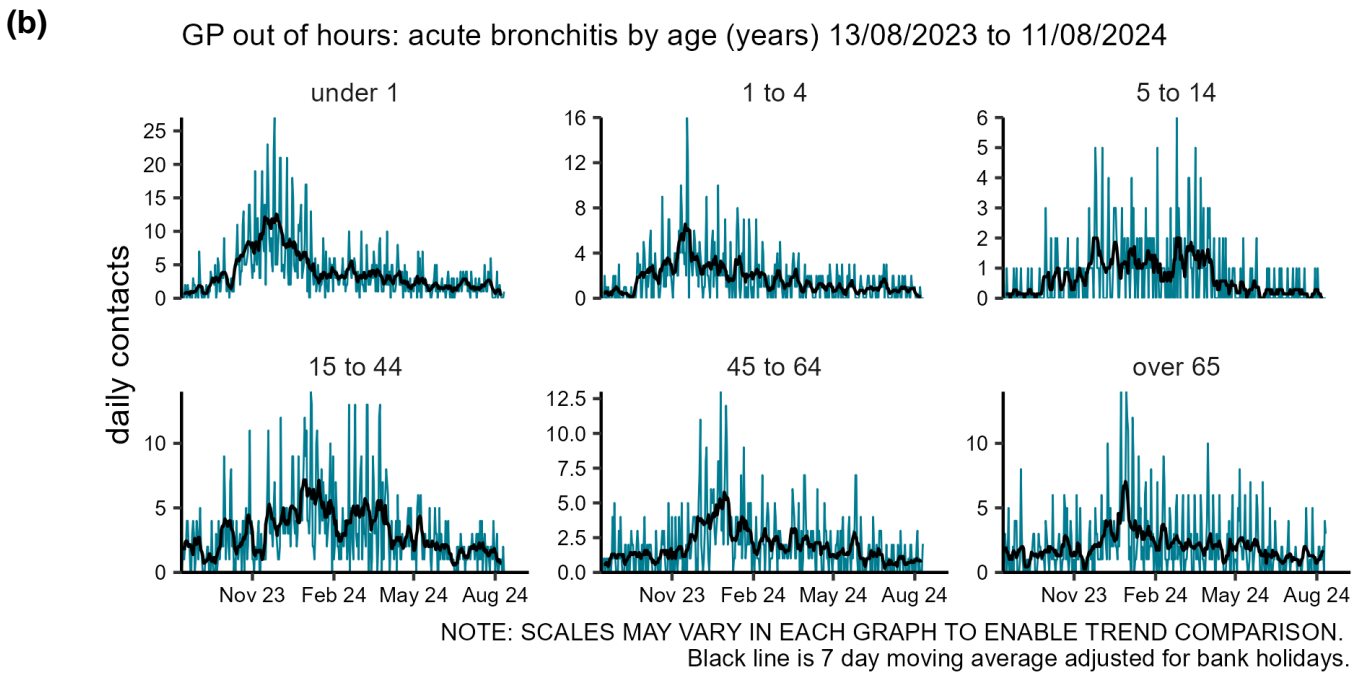 (b)
GP out of hours: acute bronchitis by age (years) 13/08/2023 to 11/08/2024
daily contacts
under 1
25
20
15
10
5
0
1 to 4
16
12
8
4
0
5 to 14
6
5
4
3
2
1
0
15 to 44
10
5
0
Nov 23 Feb 24 May 24 Aug 24
45 to 64
12.5
10.0
7.5
5.0
2.5
0.0
Nov 23 Feb 24 May 24 Aug 24
over 65
10
5
0
Nov 23 Feb 24 May 24 Aug 24
NOTE: SCALES MAY VARY IN EACH GRAPH TO ENABLE TREND COMPARISON.
Black line is 7 day moving average adjusted for bank holidays.